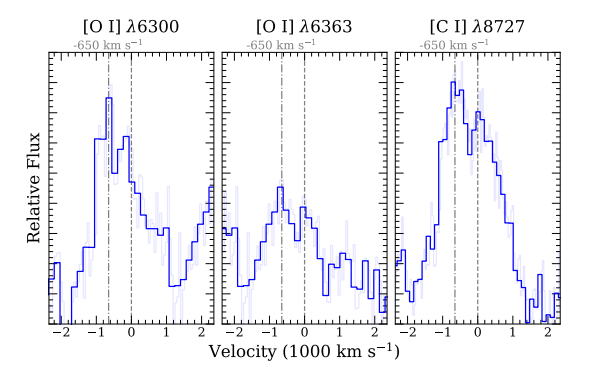 [O I] λ6300 [O I] λ6363 [C I] λ8727
-650 km s⁻¹ -650 km s⁻¹ -650 km s⁻¹
Relative Flux
−2 −1 0 1 2 −2 −1 0 1 2 −2 −1 0 1 2
Velocity (1000 km s⁻¹)